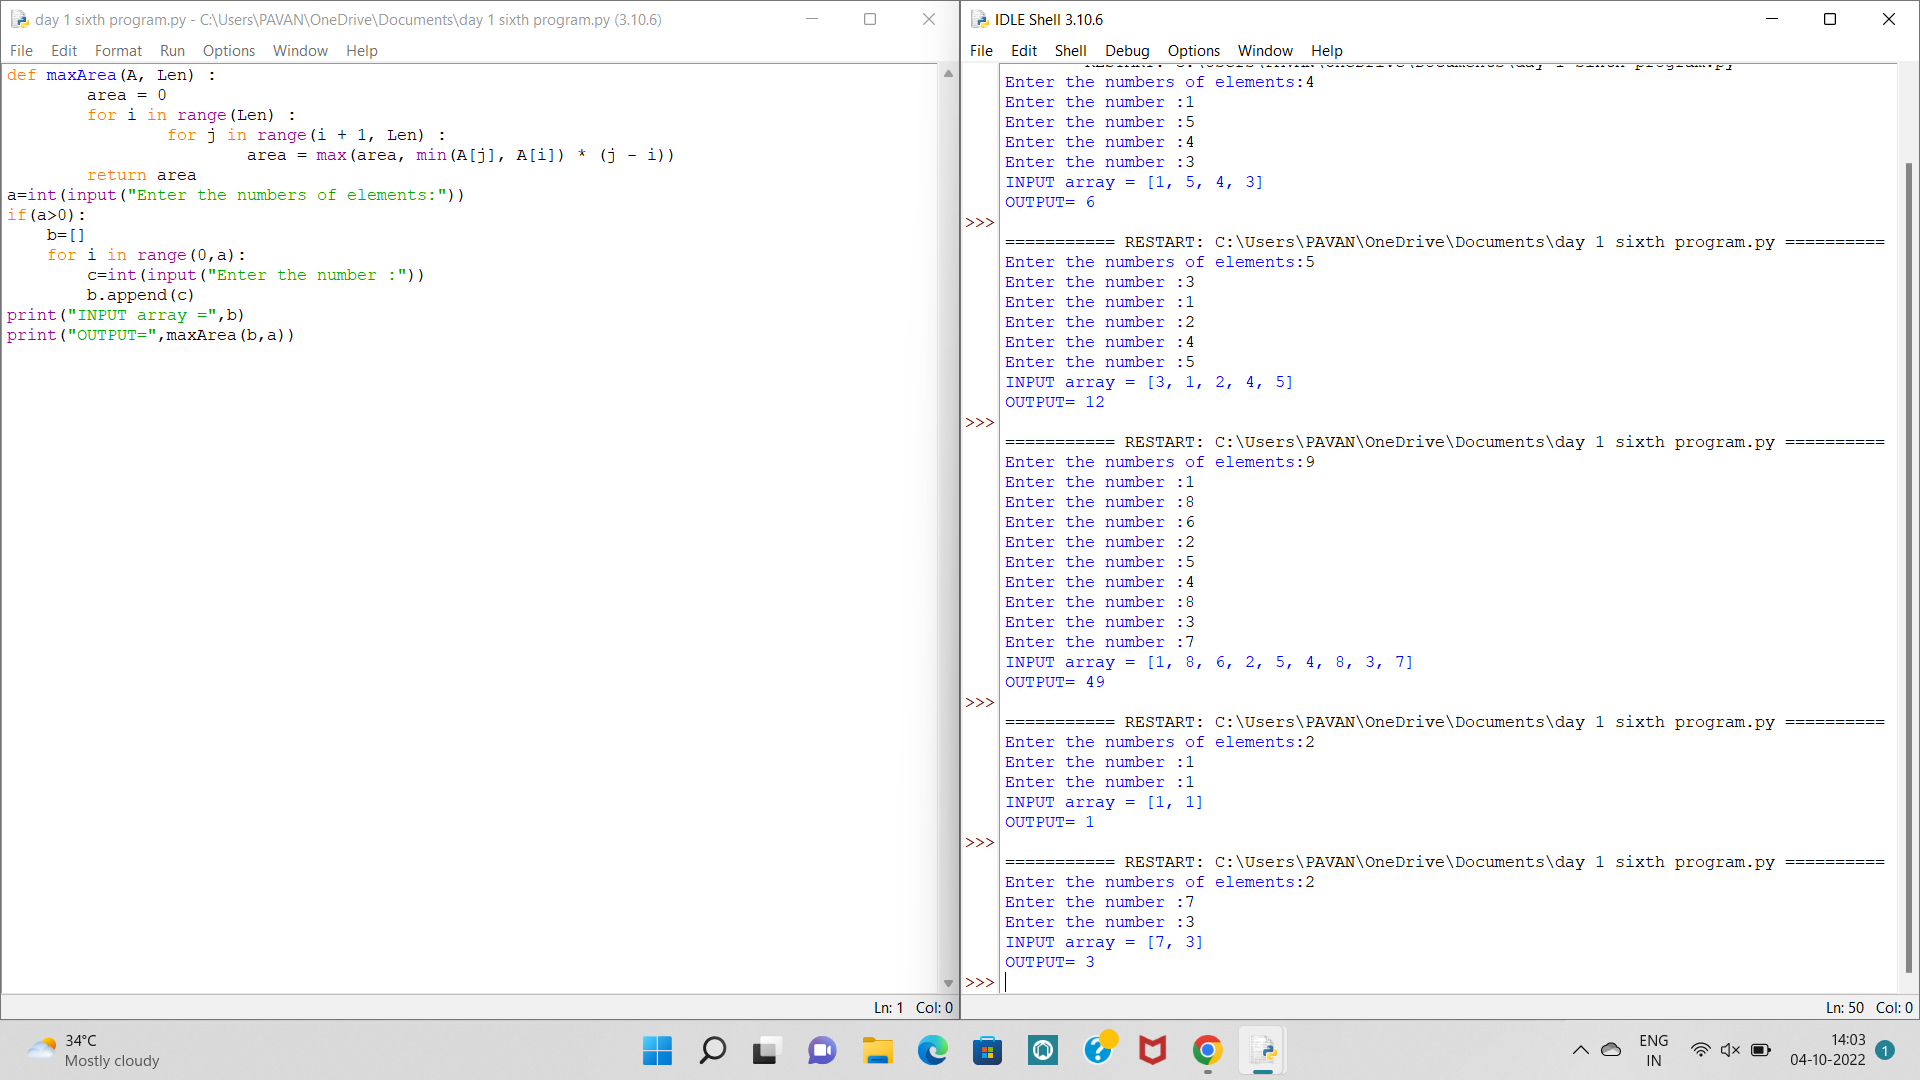 day 1 sixth program.py - C:\Users\PAVAN\OneDrive\Documents\day 1 sixth program.py (3.10.6)
File Edit Format Run Options Window Help
def maxArea(A, Len) :
        area = 0
        for i in range(Len) :
                for j in range(i + 1, Len) :
                        area = max(area, min(A[j], A[i]) * (j - i))
        return area
a=int(input("Enter the numbers of elements:"))
if(a>0):
    b=[]
    for i in range(0,a):
        c=int(input("Enter the number :"))
        b.append(c)
print("INPUT array =",b)
print("OUTPUT=",maxArea(b,a))
Ln: 1 Col: 0
IDLE Shell 3.10.6
File Edit Shell Debug Options Window Help
RESTART: C:\Users\PAVAN\OneDrive\Documents\day 1 sixth program.py
Enter the numbers of elements:4
Enter the number :1
Enter the number :5
Enter the number :4
Enter the number :3
INPUT array = [1, 5, 4, 3]
OUTPUT= 6
>>>
=========== RESTART: C:\Users\PAVAN\OneDrive\Documents\day 1 sixth program.py ==========
Enter the numbers of elements:5
Enter the number :3
Enter the number :1
Enter the number :2
Enter the number :4
Enter the number :5
INPUT array = [3, 1, 2, 4, 5]
OUTPUT= 12
>>>
=========== RESTART: C:\Users\PAVAN\OneDrive\Documents\day 1 sixth program.py ==========
Enter the numbers of elements:9
Enter the number :1
Enter the number :8
Enter the number :6
Enter the number :2
Enter the number :5
Enter the number :4
Enter the number :8
Enter the number :3
Enter the number :7
INPUT array = [1, 8, 6, 2, 5, 4, 8, 3, 7]
OUTPUT= 49
>>>
=========== RESTART: C:\Users\PAVAN\OneDrive\Documents\day 1 sixth program.py ==========
Enter the numbers of elements:2
Enter the number :1
Enter the number :1
INPUT array = [1, 1]
OUTPUT= 1
>>>
=========== RESTART: C:\Users\PAVAN\OneDrive\Documents\day 1 sixth program.py ==========
Enter the numbers of elements:2
Enter the number :7
Enter the number :3
INPUT array = [7, 3]
OUTPUT= 3
>>>
Ln: 50 Col: 0
34°C
Mostly cloudy
ENG
IN
14:03
04-10-2022
1